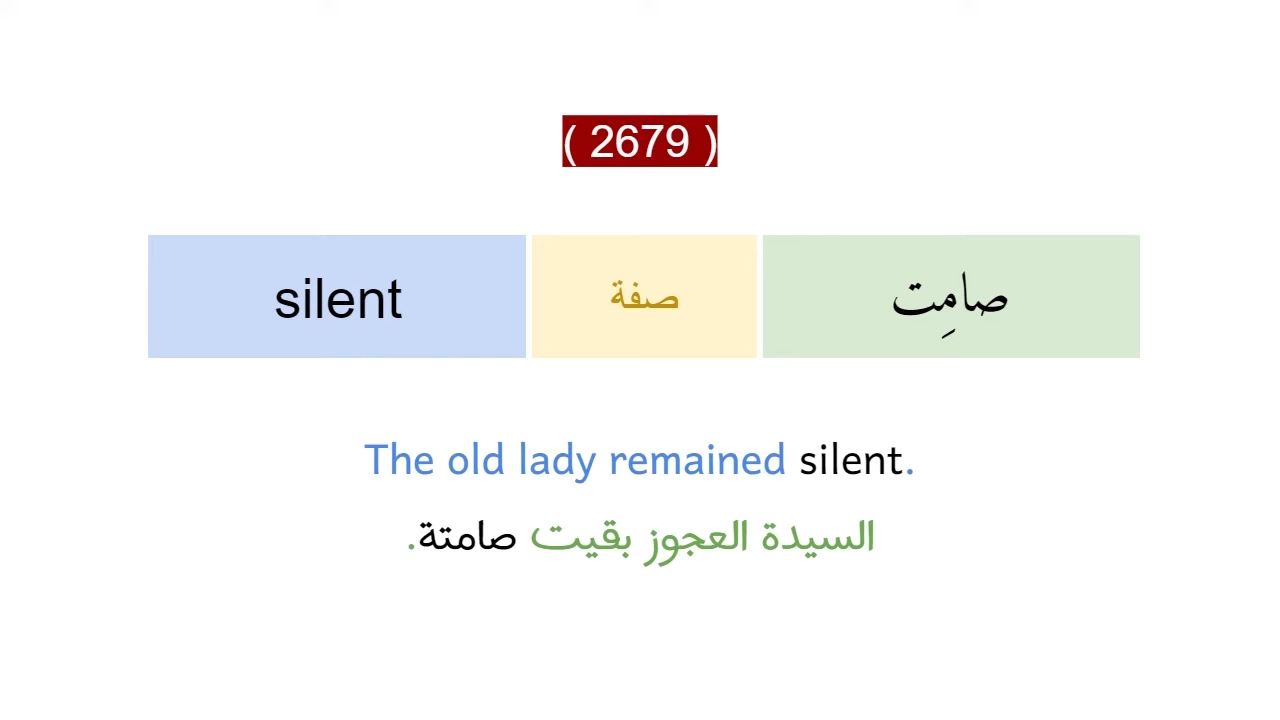 ( 2679 )
silent صفة صامِت
The old lady remained silent.
السيدة العجوز بقيت صامتة.